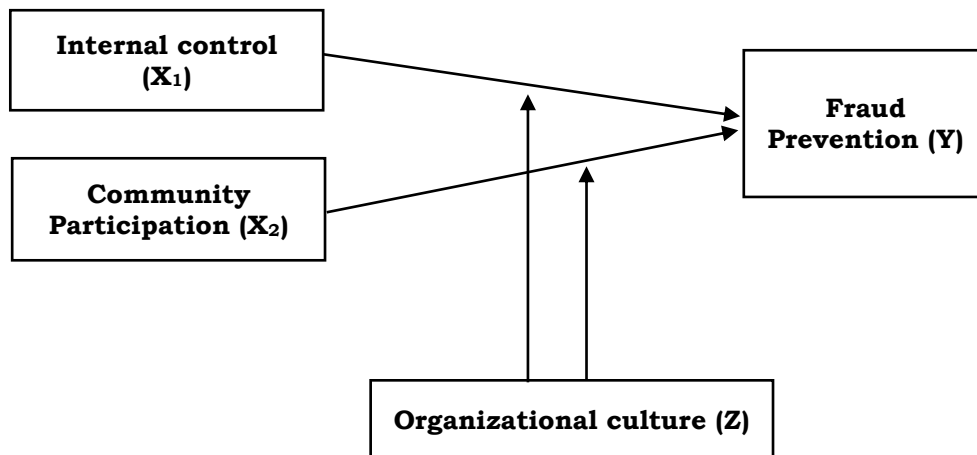 Internal control
(X₁)
Fraud
Prevention (Y)
Community
Participation (X₂)
Organizational culture (Z)